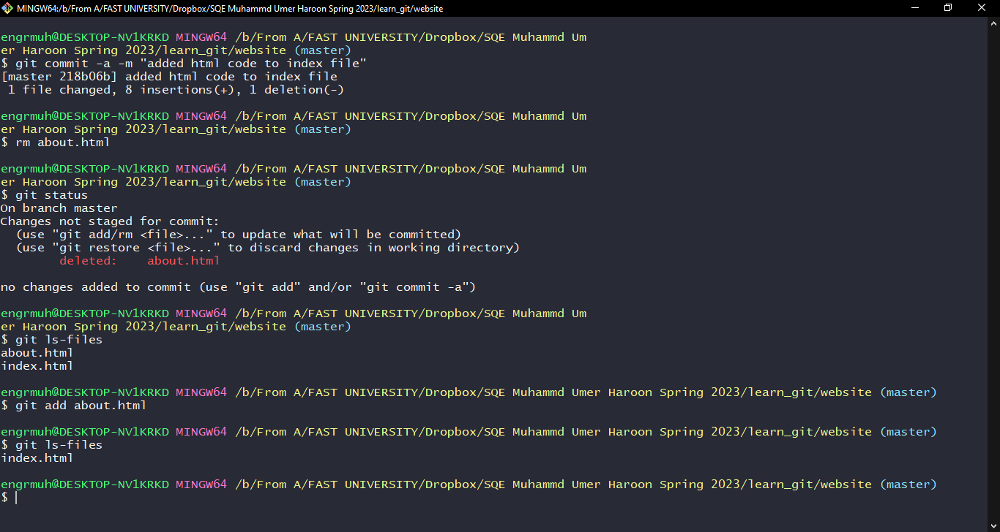 MINGW64:/b/From A/FAST UNIVERSITY/Dropbox/SQE Muhammd Umer Haroon Spring 2023/learn_git/website
engrmuh@DESKTOP-NV1KRKD MINGW64 /b/From A/FAST UNIVERSITY/Dropbox/SQE Muhammd Um
er Haroon Spring 2023/learn_git/website (master)
$ git commit -a -m "added html code to index file"
[master 218b06b] added html code to index file
 1 file changed, 8 insertions(+), 1 deletion(-)
engrmuh@DESKTOP-NV1KRKD MINGW64 /b/From A/FAST UNIVERSITY/Dropbox/SQE Muhammd Um
er Haroon Spring 2023/learn_git/website (master)
$ rm about.html
engrmuh@DESKTOP-NV1KRKD MINGW64 /b/From A/FAST UNIVERSITY/Dropbox/SQE Muhammd Um
er Haroon Spring 2023/learn_git/website (master)
$ git status
On branch master
Changes not staged for commit:
  (use "git add/rm <file>..." to update what will be committed)
  (use "git restore <file>..." to discard changes in working directory)
        deleted:    about.html
no changes added to commit (use "git add" and/or "git commit -a")
engrmuh@DESKTOP-NV1KRKD MINGW64 /b/From A/FAST UNIVERSITY/Dropbox/SQE Muhammd Um
er Haroon Spring 2023/learn_git/website (master)
$ git ls-files
about.html
index.html
engrmuh@DESKTOP-NV1KRKD MINGW64 /b/From A/FAST UNIVERSITY/Dropbox/SQE Muhammd Umer Haroon Spring 2023/learn_git/website (master)
$ git add about.html
engrmuh@DESKTOP-NV1KRKD MINGW64 /b/From A/FAST UNIVERSITY/Dropbox/SQE Muhammd Umer Haroon Spring 2023/learn_git/website (master)
$ git ls-files
index.html
engrmuh@DESKTOP-NV1KRKD MINGW64 /b/From A/FAST UNIVERSITY/Dropbox/SQE Muhammd Umer Haroon Spring 2023/learn_git/website (master)
$